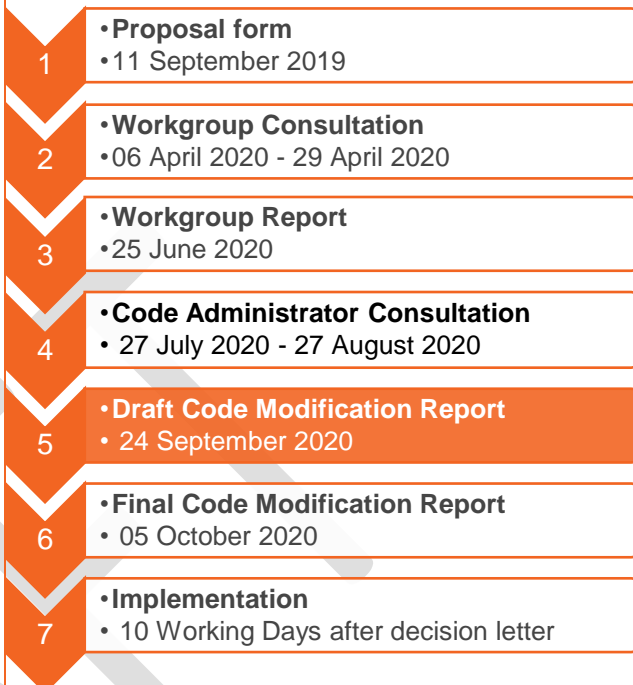 1
•Proposal form
•11 September 2019
2
•Workgroup Consultation
•06 April 2020 - 29 April 2020
3
•Workgroup Report
•25 June 2020
4
•Code Administrator Consultation
• 27 July 2020 - 27 August 2020
5
•Draft Code Modification Report
• 24 September 2020
6
•Final Code Modification Report
• 05 October 2020
7
•Implementation
• 10 Working Days after decision letter